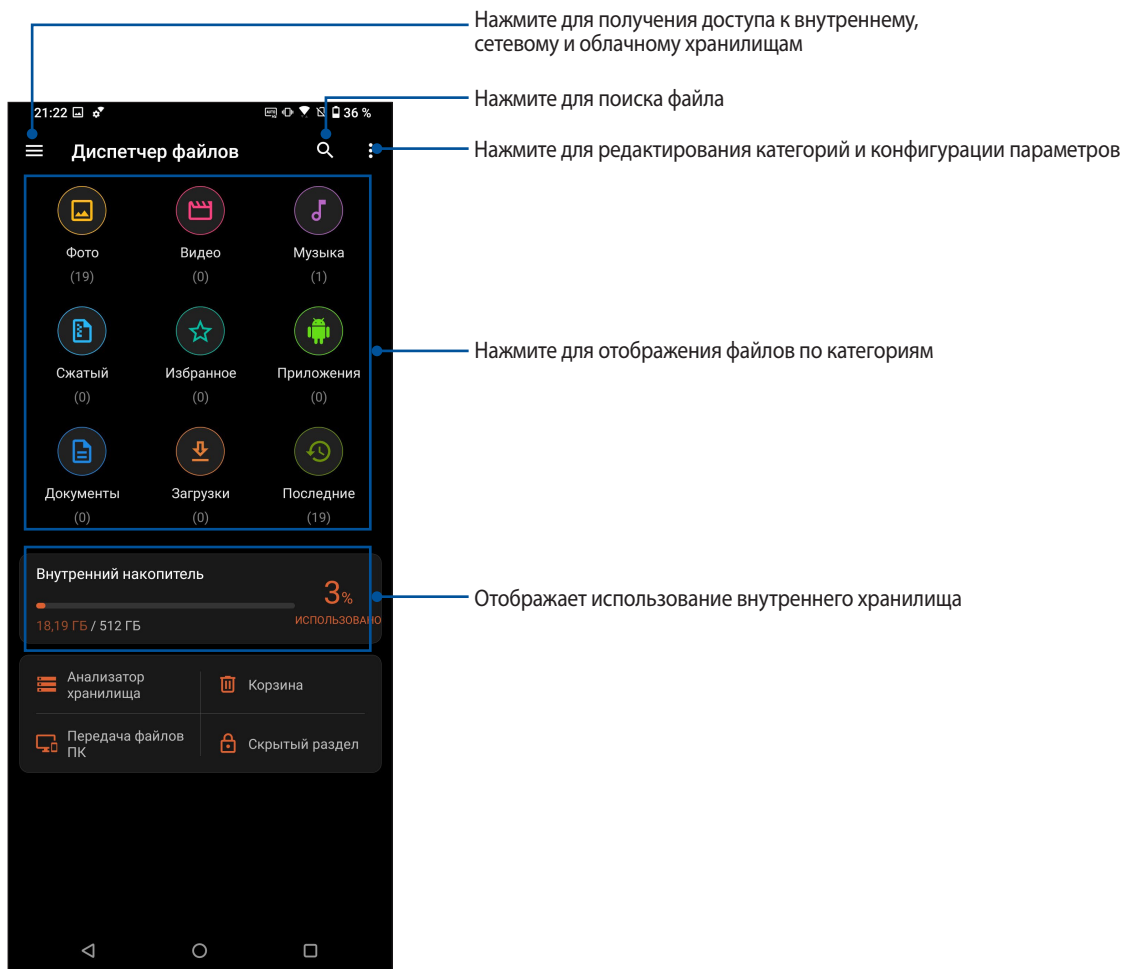 Нажмите для получения доступа к внутреннему,
сетевому и облачному хранилищам
Нажмите для поиска файла
Нажмите для редактирования категорий и конфигурации параметров
Нажмите для отображения файлов по категориям
Отображает использование внутреннего хранилища
21:22 36 %
Диспетчер файлов
Фото Видео Музыка
(19) (0) (1)
Сжатый Избранное Приложения
(0) (0) (0)
Документы Загрузки Последние
(0) (0) (19)
Внутренний накопитель
3%
18,19 ГБ / 512 ГБ ИСПОЛЬЗОВАНО
Анализатор
хранилища
Корзина
Передача файлов
ПК
Скрытый раздел